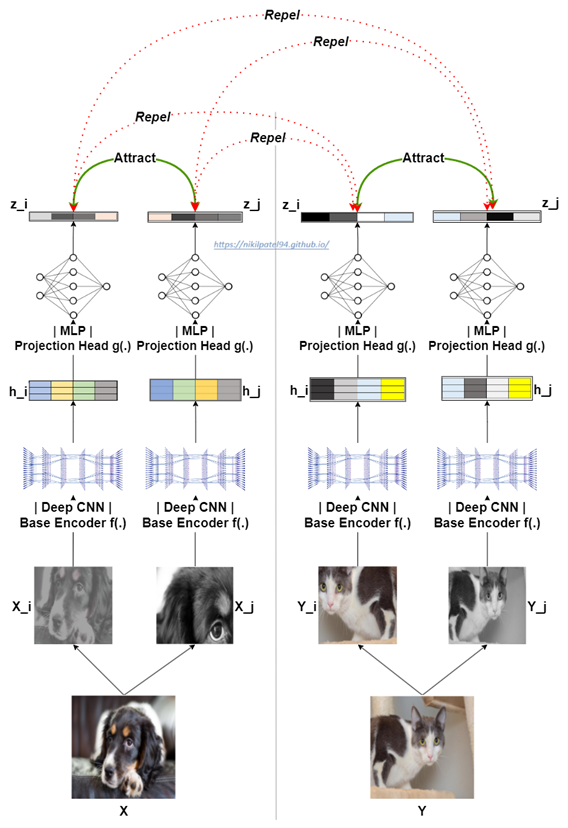 Repel
Repel
Repel
Repel
Attract
Attract
z_i
z_j
z_i
z_j
https://nikilpatel94.github.io/
| MLP |
Projection Head g(.)
| MLP |
Projection Head g(.)
| MLP |
Projection Head g(.)
| MLP |
Projection Head g(.)
h_i
h_j
h_i
h_j
| Deep CNN |
Base Encoder f(.)
| Deep CNN |
Base Encoder f(.)
| Deep CNN |
Base Encoder f(.)
| Deep CNN |
Base Encoder f(.)
X_i
X_j
Y_i
Y_j
X
Y